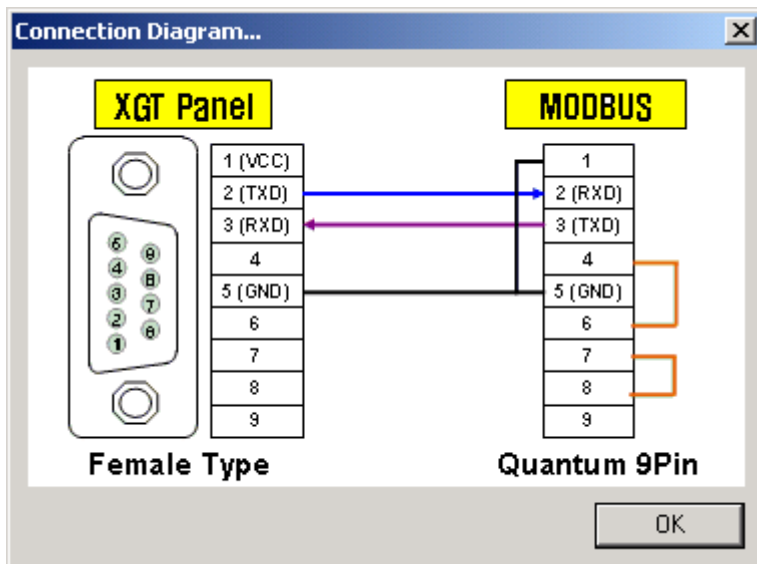 Connection Diagram...
XGT Panel
MODBUS
5
4
3
2
1
9
8
7
6
1 (VCC)
2 (TXD)
3 (RXD)
4
5 (GND)
6
7
8
9
1
2 (RXD)
3 (TXD)
4
5 (GND)
6
7
8
9
Female Type
Quantum 9Pin
OK